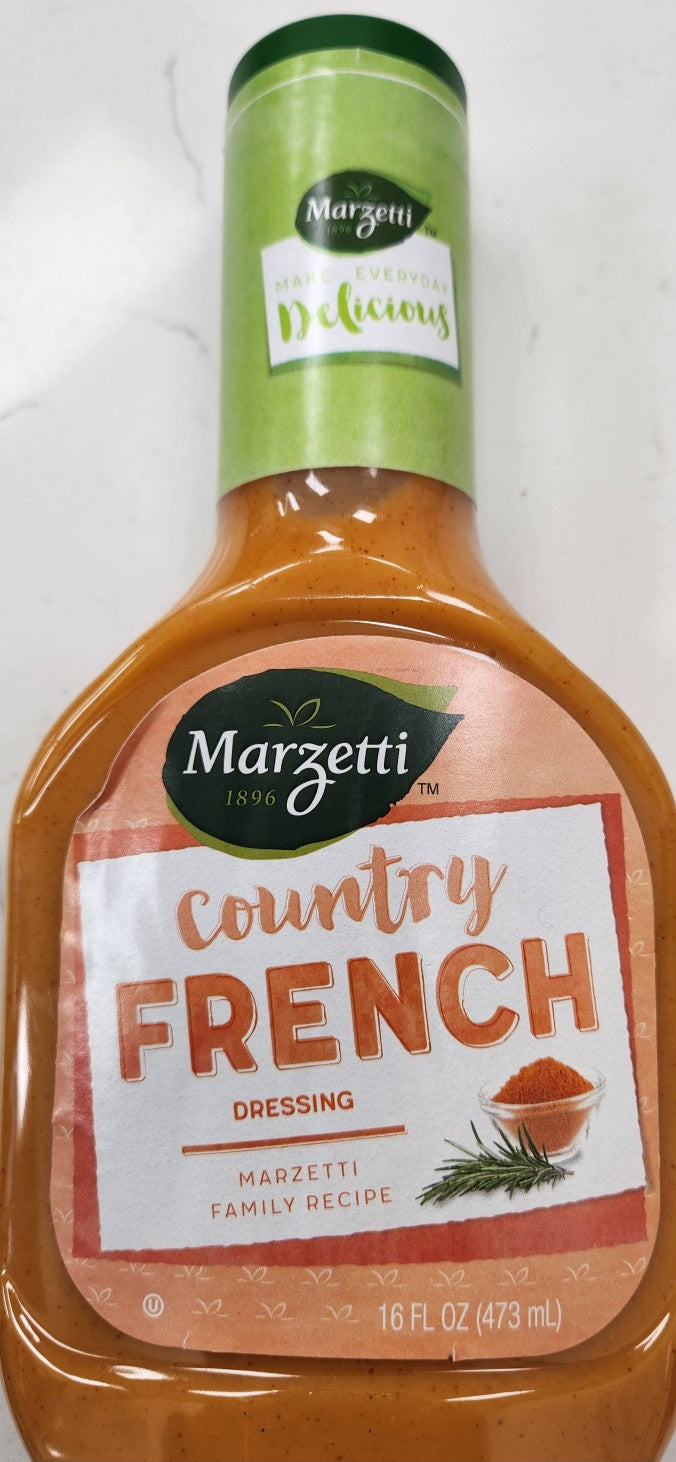 Marzetti
1896
TM
MAKE EVERYDAY
Delicious
Marzetti
1896
TM
Country
FRENCH
DRESSING
MARZETTI
FAMILY RECIPE
U
16 FL OZ (473 mL)